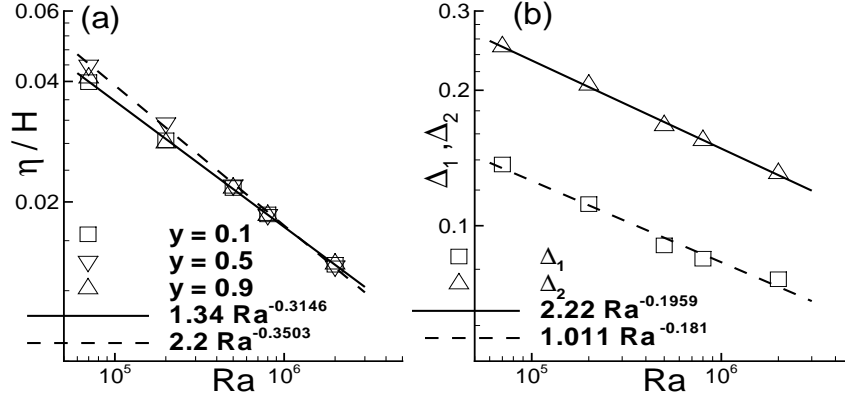 (a)
0.06
0.04
0.02
η / H
y = 0.1
y = 0.5
y = 0.9
1.34 Ra^-0.3146
2.2 Ra^-0.3503
10^5
10^6
Ra
(b)
0.3
0.2
0.1
Δ1 , Δ2
Δ1
Δ2
2.22 Ra^-0.1959
1.011 Ra^-0.181
10^5
10^6
Ra